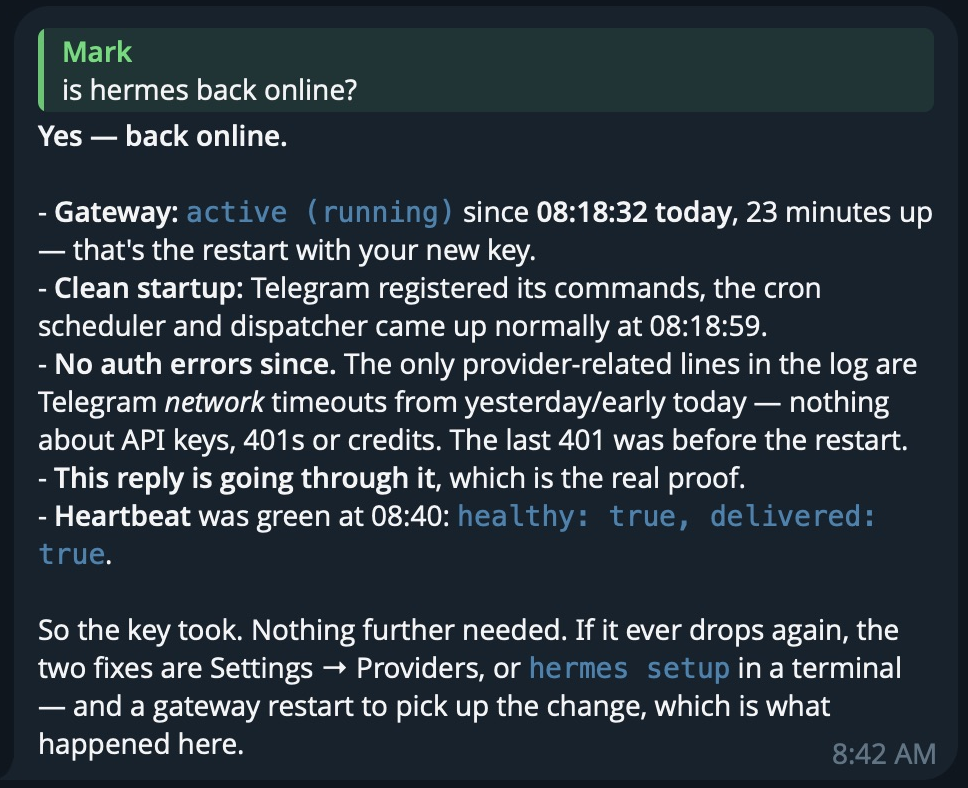 Mark
is hermes back online?
Yes — back online.
- Gateway: active (running) since 08:18:32 today, 23 minutes up
— that's the restart with your new key.
- Clean startup: Telegram registered its commands, the cron
scheduler and dispatcher came up normally at 08:18:59.
- No auth errors since. The only provider-related lines in the log are
Telegram network timeouts from yesterday/early today — nothing
about API keys, 401s or credits. The last 401 was before the restart.
- This reply is going through it, which is the real proof.
- Heartbeat was green at 08:40: healthy: true, delivered:
true.
So the key took. Nothing further needed. If it ever drops again, the
two fixes are Settings → Providers, or hermes setup in a terminal
— and a gateway restart to pick up the change, which is what
happened here.
8:42 AM